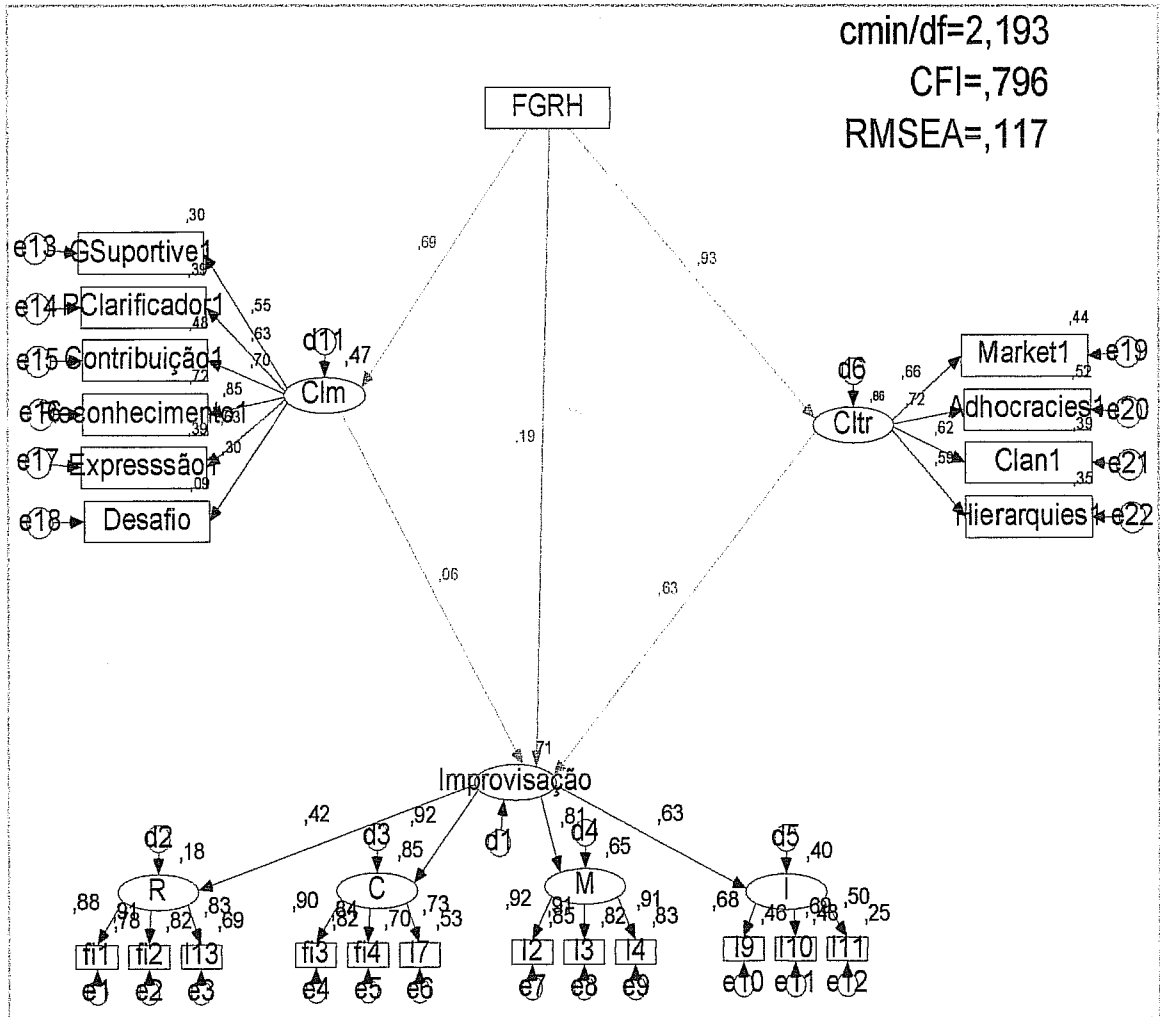 cmin/df=2,193
CFI=,796
RMSEA=,117
FGRH
,69
,93
,19
,30
e13
GSuportive1
,39
e14
PClarificador1
,48
e15
Contribuição1
,72
e16
Reconhecimento1
,39
e17
Expresssão1
,09
e18
Desafio
,55
,63
,70
,85
,63
,30
d11
,47
Clm
d6
,86
Cltr
,66
,72
,62
,59
,44
Market1
e19
,52
Adhocracies1
e20
,39
Clan1
e21
,35
Hierarquies1
e22
,06
,63
,71
Improvisação
d1
,42
,92
,81
,63
d2
,18
R
d3
,85
C
d4
,65
M
d5
,40
I
,88
,91
,78
,82
,83
,69
,90
,84
,82
,70
,73
,53
,92
,91
,85
,82
,91
,83
,68
,46
,48
,50
,25
fi1
fi2
I13
fi3
fi4
I7
I2
I3
I4
I9
I10
I11
e1
e2
e3
e4
e5
e6
e7
e8
e9
e10
e11
e12